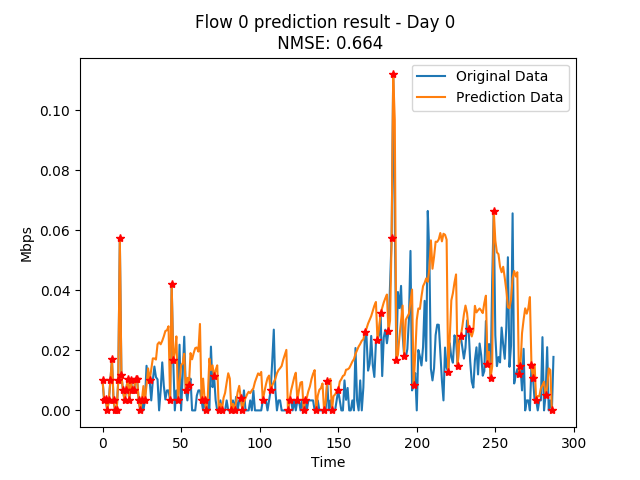 Flow 0 prediction result - Day 0
NMSE: 0.664
Original Data
Prediction Data
0.10
0.08
0.06
0.04
0.02
0.00
Mbps
0
50
100
150
200
250
300
Time